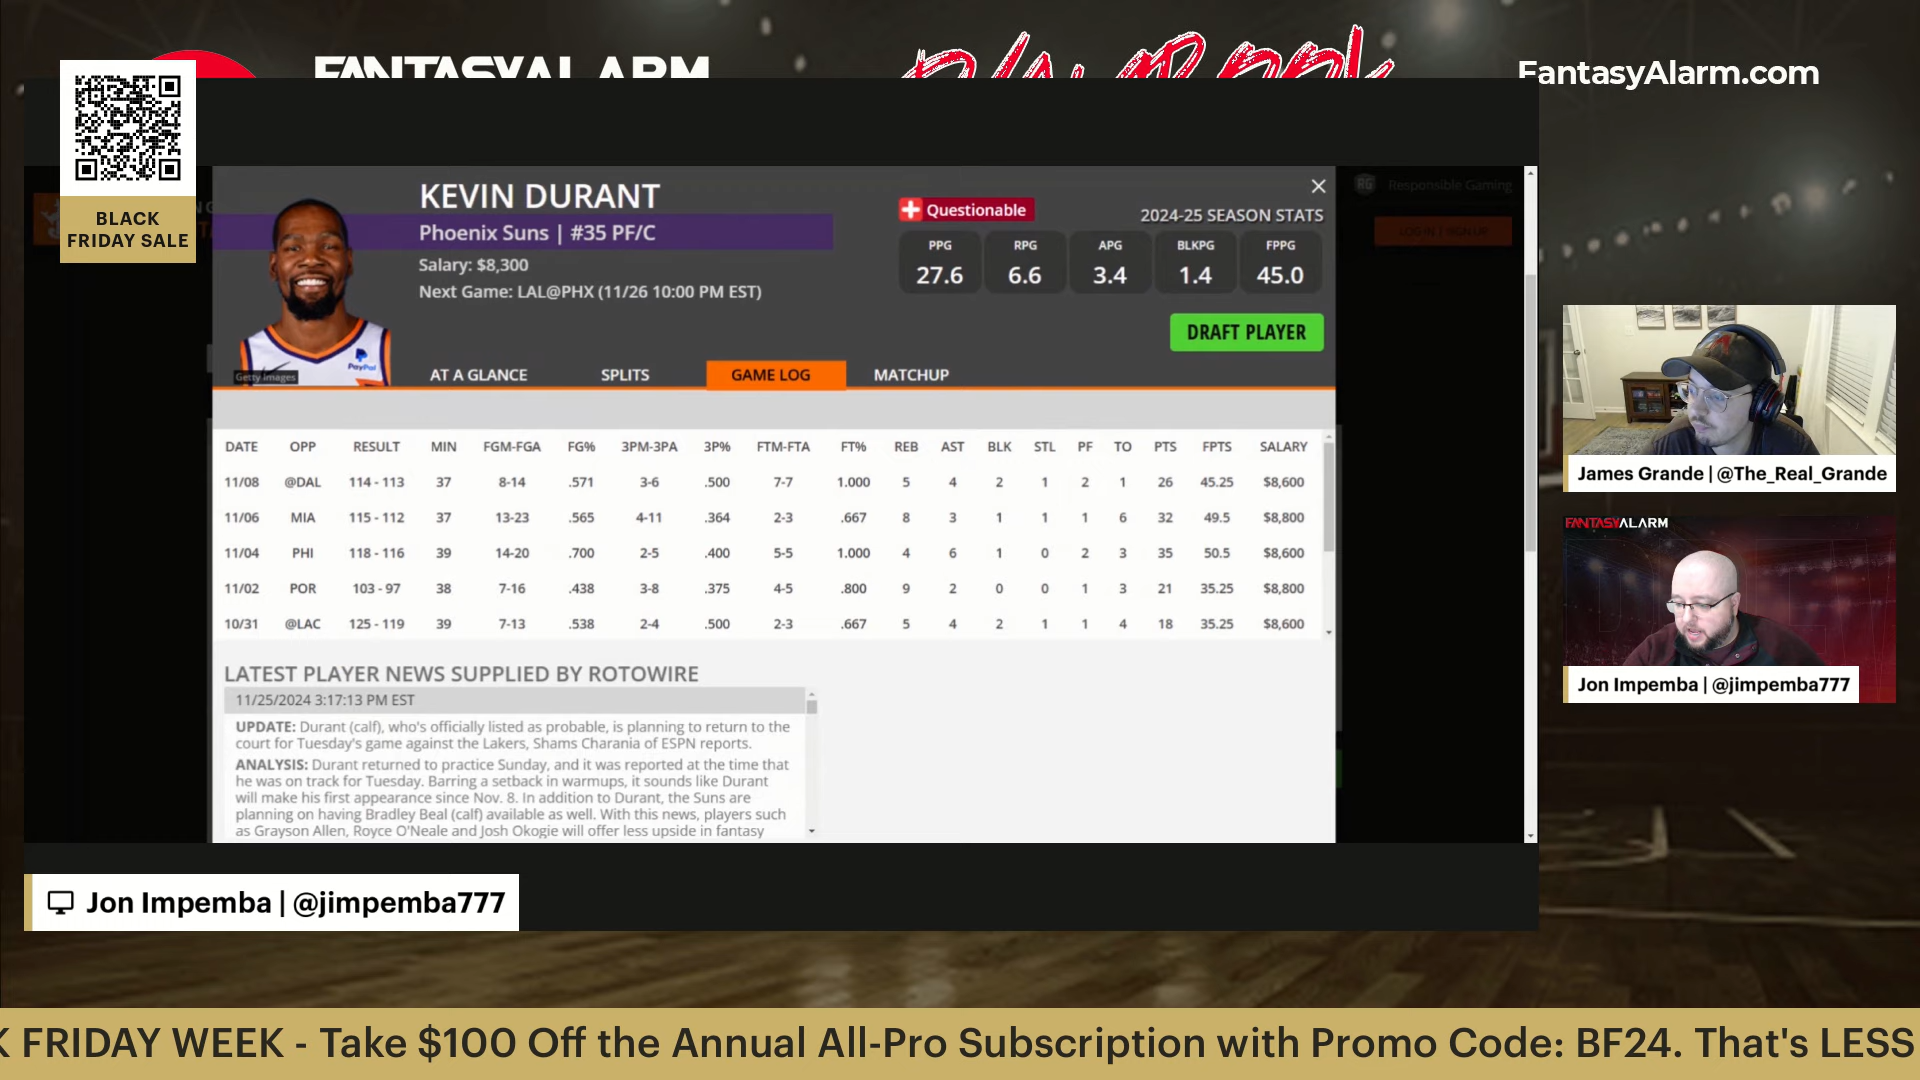 FANTASYALARM
FantasyAlarm.com
BLACK
FRIDAY SALE
KEVIN DURANT
Phoenix Suns | #35 PF/C
Salary: $8,300
Next Game: LAL@PHX (11/26 10:00 PM EST)
Questionable
2024-25 SEASON STATS
PPG RPG APG BLKPG FPPG
27.6 6.6 3.4 1.4 45.0
DRAFT PLAYER
RG Responsible Gaming
LOG IN / SIGN UP
PayPal
Getty Images
AT A GLANCE SPLITS GAME LOG MATCHUP
DATE OPP RESULT MIN FGM-FGA FG% 3PM-3PA 3P% FTM-FTA FT% REB AST BLK STL PF TO PTS FPTS SALARY
11/08 @DAL 114 - 113 37 8-14 .571 3-6 .500 7-7 1.000 5 4 2 1 2 1 26 45.25 $8,600
11/06 MIA 115 - 112 37 13-23 .565 4-11 .364 2-3 .667 8 3 1 1 1 6 32 49.5 $8,800
11/04 PHI 118 - 116 39 14-20 .700 2-5 .400 5-5 1.000 4 6 1 0 2 3 35 50.5 $8,600
11/02 POR 103 - 97 38 7-16 .438 3-8 .375 4-5 .800 9 2 0 0 1 3 21 35.25 $8,800
10/31 @LAC 125 - 119 39 7-13 .538 2-4 .500 2-3 .667 5 4 2 1 1 4 18 35.25 $8,600
LATEST PLAYER NEWS SUPPLIED BY ROTOWIRE
11/25/2024 3:17:13 PM EST
UPDATE: Durant (calf), who's officially listed as probable, is planning to return to the
court for Tuesday's game against the Lakers, Shams Charania of ESPN reports.
ANALYSIS: Durant returned to practice Sunday, and it was reported at the time that
he was on track for Tuesday. Barring a setback in warmups, it sounds like Durant
will make his first appearance since Nov. 8. In addition to Durant, the Suns are
planning on having Bradley Beal (calf) available as well. With this news, players such
as Grayson Allen, Royce O'Neale and Josh Okogie will offer less upside in fantasy
James Grande | @The_Real_Grande
FANTASYALARM
Jon Impemba | @jimpemba777
Jon Impemba | @jimpemba777
K FRIDAY WEEK - Take $100 Off the Annual All-Pro Subscription with Promo Code: BF24. That's LESS